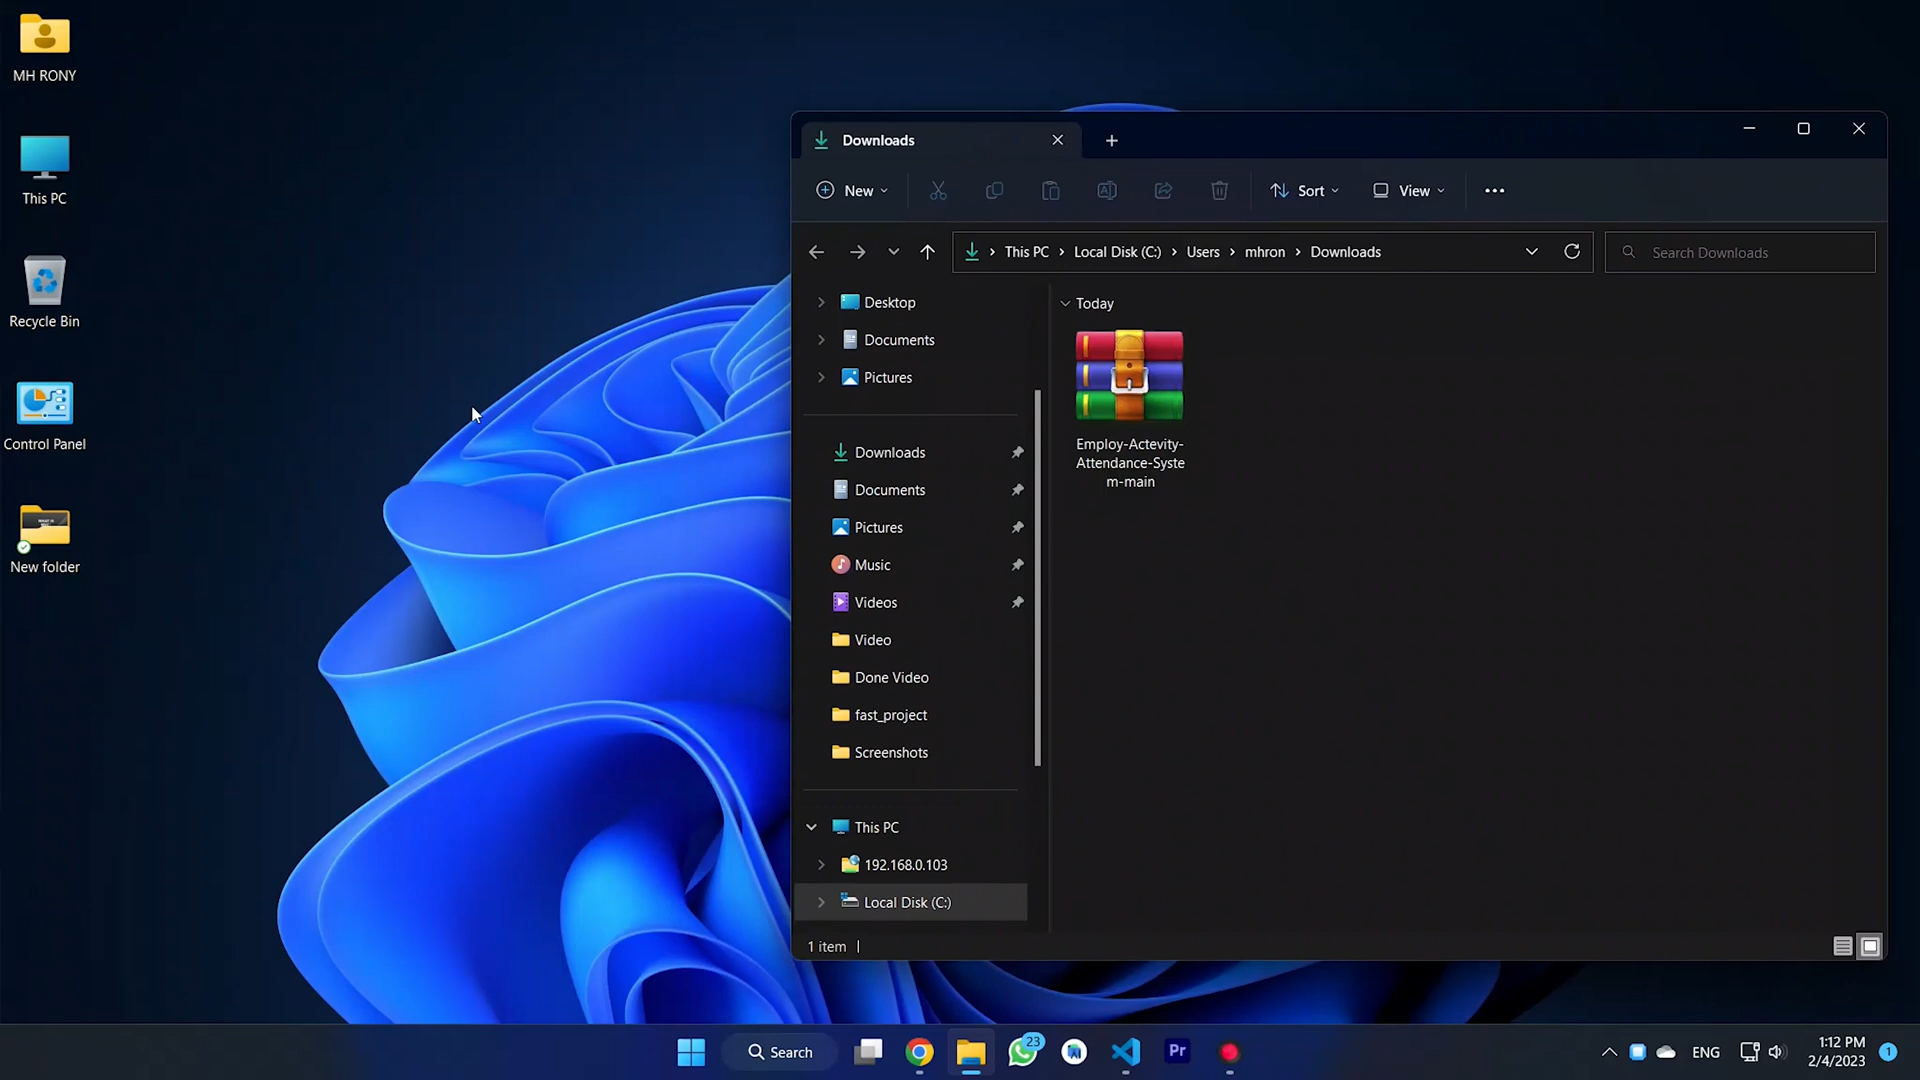 MH RONY
This PC
Recycle Bin
Control Panel
New folder
Downloads
New
Sort
View
This PC
Local Disk (C:)
Users
mhron
Downloads
Search Downloads
Desktop
Documents
Pictures
Downloads
Documents
Pictures
Music
Videos
Video
Done Video
fast_project
Screenshots
This PC
192.168.0.103
Local Disk (C:)
Today
Employ-Actevity-
Attendance-Syste
m-main
1 item
Search
23
Pr
ENG
1:12 PM
2/4/2023
1